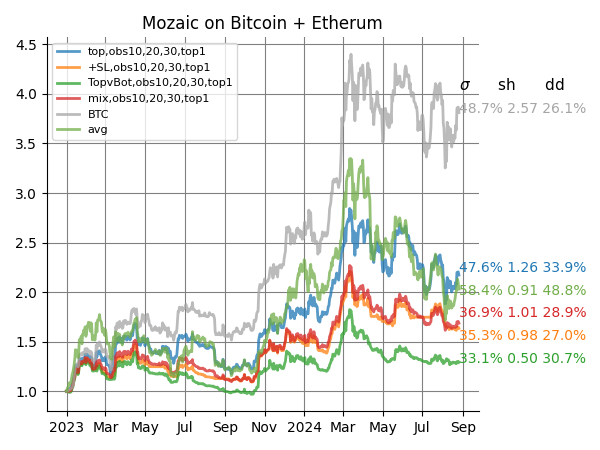 Mozaic on Bitcoin + Etherum
top,obs10,20,30,top1
+SL,obs10,20,30,top1
TopvBot,obs10,20,30,top1
mix,obs10,20,30,top1
BTC
avg
σ sh dd
48.7% 2.57 26.1%
47.6% 1.26 33.9%
58.4% 0.91 48.8%
36.9% 1.01 28.9%
35.3% 0.98 27.0%
33.1% 0.50 30.7%
4.5
4.0
3.5
3.0
2.5
2.0
1.5
1.0
2023 Mar May Jul Sep Nov 2024 Mar May Jul Sep